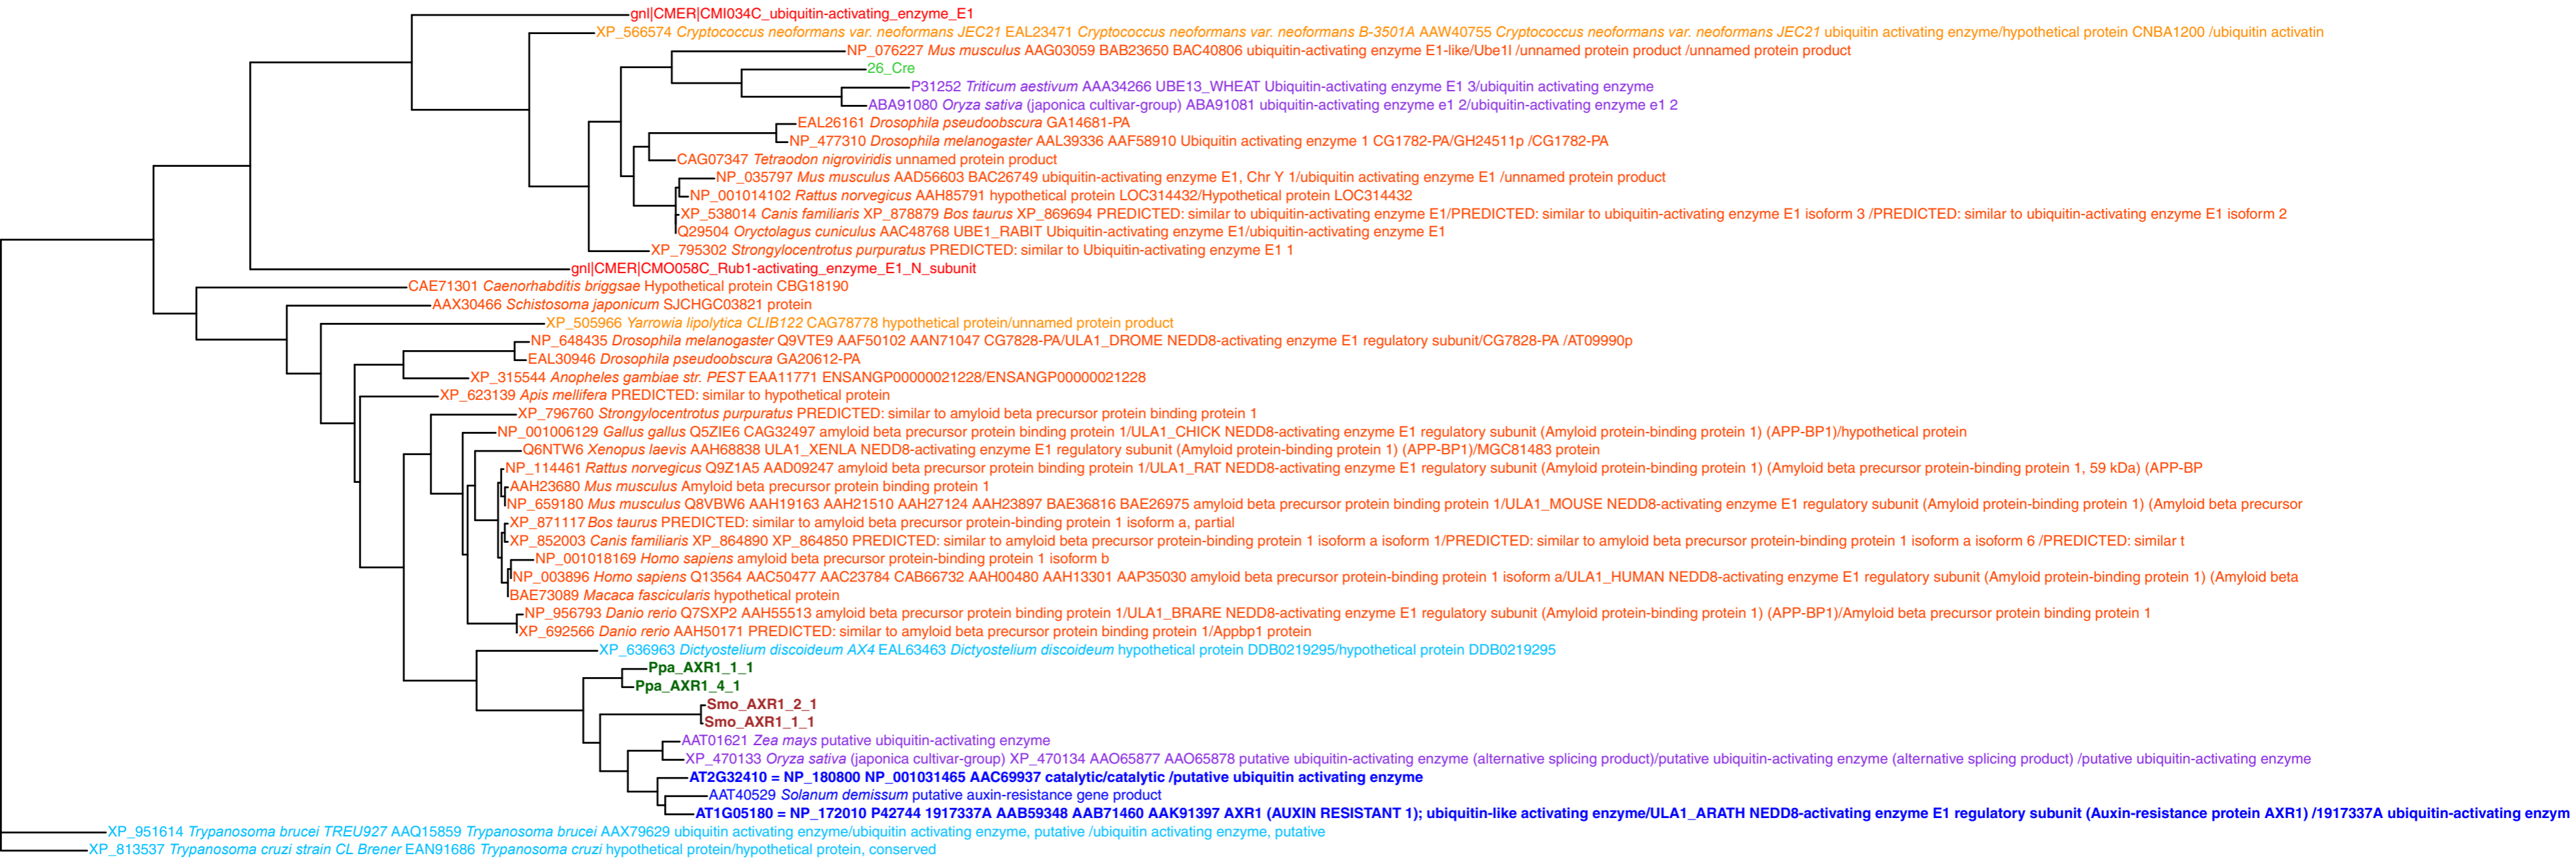 gnl|CMER|CMI034C_ubiquitin-activating_enzyme_E1
XP_566574 Cryptococcus neoformans var. neoformans JEC21 EAL23471 Cryptococcus neoformans var. neoformans B-3501A AAW40755 Cryptococcus neoformans var. neoformans JEC21 ubiquitin activating enzyme/hypothetical protein CNBA1200 /ubiquitin activatin
NP_076227 Mus musculus AAG03059 BAB23650 BAC40806 ubiquitin-activating enzyme E1-like/Ube1l /unnamed protein product /unnamed protein product
26_Cre
P31252 Triticum aestivum AAA34266 UBE13_WHEAT Ubiquitin-activating enzyme E1 3/ubiquitin activating enzyme
ABA91080 Oryza sativa (japonica cultivar-group) ABA91081 ubiquitin-activating enzyme e1 2/ubiquitin-activating enzyme e1 2
EAL26161 Drosophila pseudoobscura GA14681-PA
NP_477310 Drosophila melanogaster AAL39336 AAF58910 Ubiquitin activating enzyme 1 CG1782-PA/GH24511p /CG1782-PA
CAG07347 Tetraodon nigroviridis unnamed protein product
NP_035797 Mus musculus AAD56603 BAC26749 ubiquitin-activating enzyme E1, Chr Y 1/ubiquitin activating enzyme E1 /unnamed protein product
NP_001014102 Rattus norvegicus AAH85791 hypothetical protein LOC314432/Hypothetical protein LOC314432
XP_538014 Canis familiaris XP_878879 Bos taurus XP_869694 PREDICTED: similar to ubiquitin-activating enzyme E1/PREDICTED: similar to ubiquitin-activating enzyme E1 isoform 3 /PREDICTED: similar to ubiquitin-activating enzyme E1 isoform 2
Q29504 Oryctolagus cuniculus AAC48768 UBE1_RABIT Ubiquitin-activating enzyme E1/ubiquitin-activating enzyme E1
XP_795302 Strongylocentrotus purpuratus PREDICTED: similar to Ubiquitin-activating enzyme E1 1
gnl|CMER|CMO058C_Rub1-activating_enzyme_E1_N_subunit
CAE71301 Caenorhabditis briggsae Hypothetical protein CBG18190
AAX30466 Schistosoma japonicum SJCHGC03821 protein
XP_505966 Yarrowia lipolytica CLIB122 CAG78778 hypothetical protein/unnamed protein product
NP_648435 Drosophila melanogaster Q9VTE9 AAF50102 AAN71047 CG7828-PA/ULA1_DROME NEDD8-activating enzyme E1 regulatory subunit/CG7828-PA /AT09990p
EAL30946 Drosophila pseudoobscura GA20612-PA
XP_315544 Anopheles gambiae str. PEST EAA11771 ENSANGP00000021228/ENSANGP00000021228
XP_623139 Apis mellifera PREDICTED: similar to hypothetical protein
XP_796760 Strongylocentrotus purpuratus PREDICTED: similar to amyloid beta precursor protein binding protein 1
NP_001006129 Gallus gallus Q5ZIE6 CAG32497 amyloid beta precursor protein binding protein 1/ULA1_CHICK NEDD8-activating enzyme E1 regulatory subunit (Amyloid protein-binding protein 1) (APP-BP1)/hypothetical protein
Q6NTW6 Xenopus laevis AAH68838 ULA1_XENLA NEDD8-activating enzyme E1 regulatory subunit (Amyloid protein-binding protein 1) (APP-BP1)/MGC81483 protein
NP_114461 Rattus norvegicus Q9Z1A5 AAD09247 amyloid beta precursor protein binding protein 1/ULA1_RAT NEDD8-activating enzyme E1 regulatory subunit (Amyloid protein-binding protein 1) (Amyloid beta precursor protein-binding protein 1, 59 kDa) (APP-BP
AAH23680 Mus musculus Amyloid beta precursor protein binding protein 1
NP_659180 Mus musculus Q8VBW6 AAH19163 AAH21510 AAH27124 AAH23897 BAE36816 BAE26975 amyloid beta precursor protein binding protein 1/ULA1_MOUSE NEDD8-activating enzyme E1 regulatory subunit (Amyloid protein-binding protein 1) (Amyloid beta precursor
XP_871117 Bos taurus PREDICTED: similar to amyloid beta precursor protein-binding protein 1 isoform a, partial
XP_852003 Canis familiaris XP_864890 XP_864850 PREDICTED: similar to amyloid beta precursor protein-binding protein 1 isoform a isoform 1/PREDICTED: similar to amyloid beta precursor protein-binding protein 1 isoform a isoform 6 /PREDICTED: similar t
NP_001018169 Homo sapiens amyloid beta precursor protein-binding protein 1 isoform b
NP_003896 Homo sapiens Q13564 AAC50477 AAC23784 CAB66732 AAH00480 AAH13301 AAP35030 amyloid beta precursor protein-binding protein 1 isoform a/ULA1_HUMAN NEDD8-activating enzyme E1 regulatory subunit (Amyloid protein-binding protein 1) (Amyloid beta
BAE73089 Macaca fascicularis hypothetical protein
NP_956793 Danio rerio Q7SXP2 AAH55513 amyloid beta precursor protein binding protein 1/ULA1_BRARE NEDD8-activating enzyme E1 regulatory subunit (Amyloid protein-binding protein 1) (APP-BP1)/Amyloid beta precursor protein binding protein 1
XP_692566 Danio rerio AAH50171 PREDICTED: similar to amyloid beta precursor protein binding protein 1/Appbp1 protein
XP_636963 Dictyostelium discoideum AX4 EAL63463 Dictyostelium discoideum hypothetical protein DDB0219295/hypothetical protein DDB0219295
Ppa_AXR1_1_1
Ppa_AXR1_4_1
Smo_AXR1_2_1
Smo_AXR1_1_1
AAT01621 Zea mays putative ubiquitin-activating enzyme
XP_470133 Oryza sativa (japonica cultivar-group) XP_470134 AAO65877 AAO65878 putative ubiquitin-activating enzyme (alternative splicing product)/putative ubiquitin-activating enzyme (alternative splicing product) /putative ubiquitin-activating enzyme
AT2G32410 = NP_180800 NP_001031465 AAC69937 catalytic/catalytic /putative ubiquitin activating enzyme
AAT40529 Solanum demissum putative auxin-resistance gene product
AT1G05180 = NP_172010 P42744 1917337A AAB59348 AAB71460 AAK91397 AXR1 (AUXIN RESISTANT 1); ubiquitin-like activating enzyme/ULA1_ARATH NEDD8-activating enzyme E1 regulatory subunit (Auxin-resistance protein AXR1) /1917337A ubiquitin-activating enzym
XP_951614 Trypanosoma brucei TREU927 AAQ15859 Trypanosoma brucei AAX79629 ubiquitin activating enzyme/ubiquitin activating enzyme, putative /ubiquitin activating enzyme, putative
XP_813537 Trypanosoma cruzi strain CL Brener EAN91686 Trypanosoma cruzi hypothetical protein/hypothetical protein, conserved